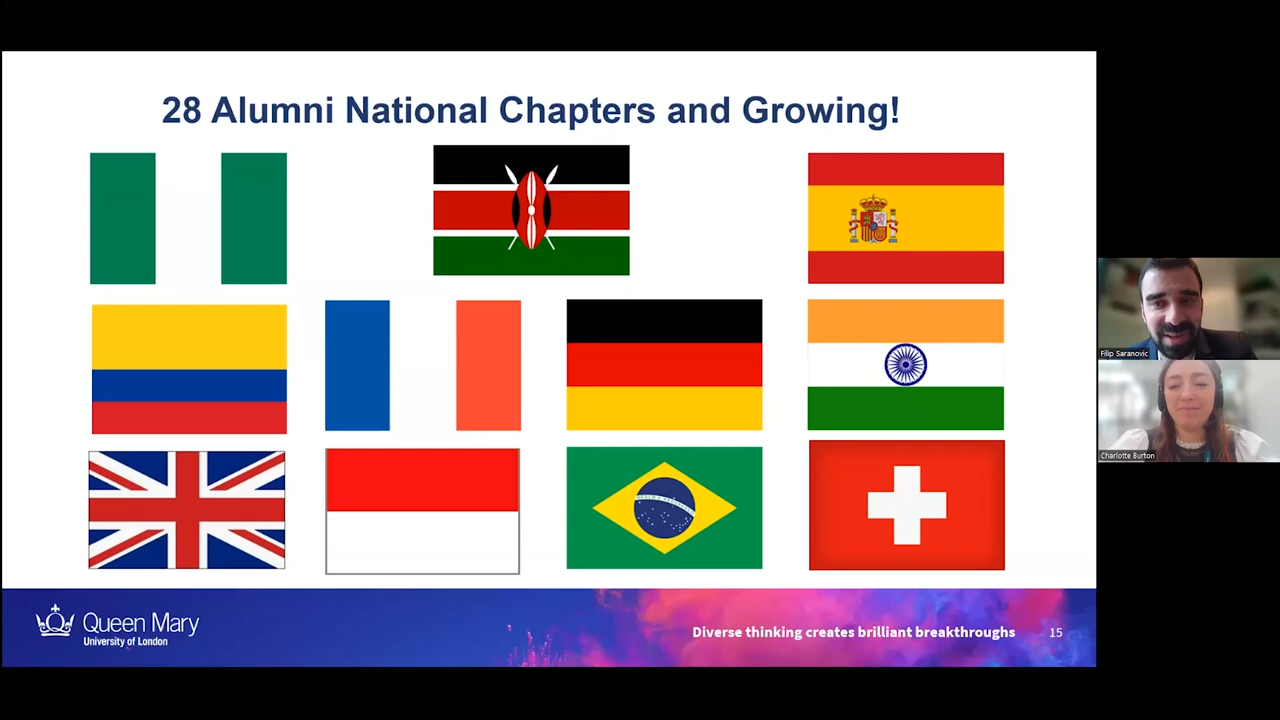 28 Alumni National Chapters and Growing!
Filip Saranovic
Charlotte Burton
Queen Mary
University of London
Diverse thinking creates brilliant breakthroughs
15